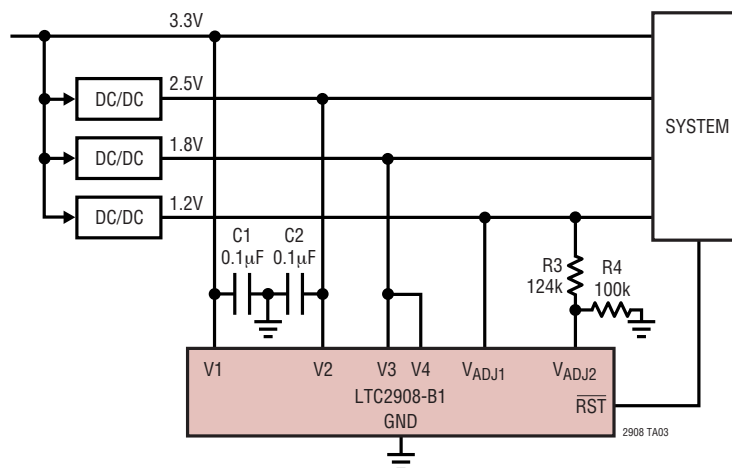 3.3V
2.5V
DC/DC
1.8V
DC/DC
1.2V
DC/DC
SYSTEM
C1
0.1µF
C2
0.1µF
R3
124k
R4
100k
V1
V2
V3
V4
VADJ1
VADJ2
LTC2908-B1
RST
GND
2908 TA03